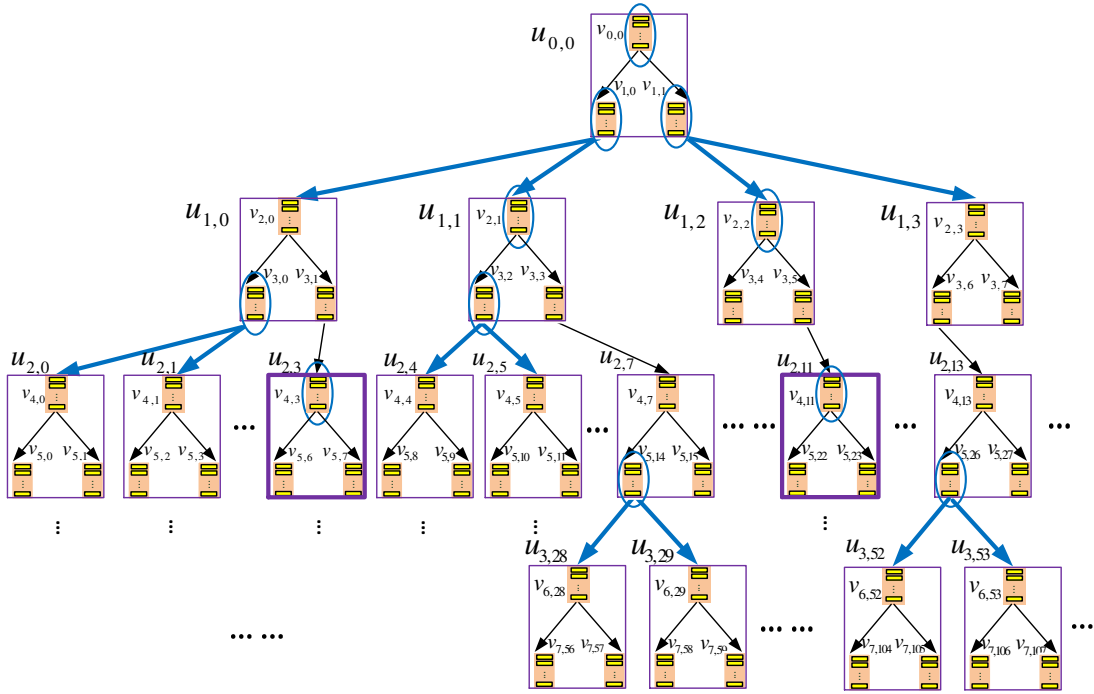 u0,0
v0,0
v1,0 v1,1
u1,0 u1,1 u1,2 u1,3
v2,0 v2,1 v2,2 v2,3
v3,0 v3,1 v3,2 v3,3 v3,4 v3,5 v3,6 v3,7
u2,0 u2,1 u2,3 u2,4 u2,5 u2,7 u2,11 u2,13
v4,0 v4,1 v4,3 v4,4 v4,5 v4,7 v4,11 v4,13
... ... ... ... ... ...
v5,0 v5,1 v5,2 v5,3 v5,6 v5,7 v5,8 v5,9 v5,10 v5,11 v5,14 v5,15 v5,22 v5,23 v5,26 v5,27
u3,28 u3,29 u3,52 u3,53
v6,28 v6,29 v6,52 v6,53
... ... ... ... ...
v7,56 v7,57 v7,58 v7,59 v7,104 v7,105 v7,106 v7,107